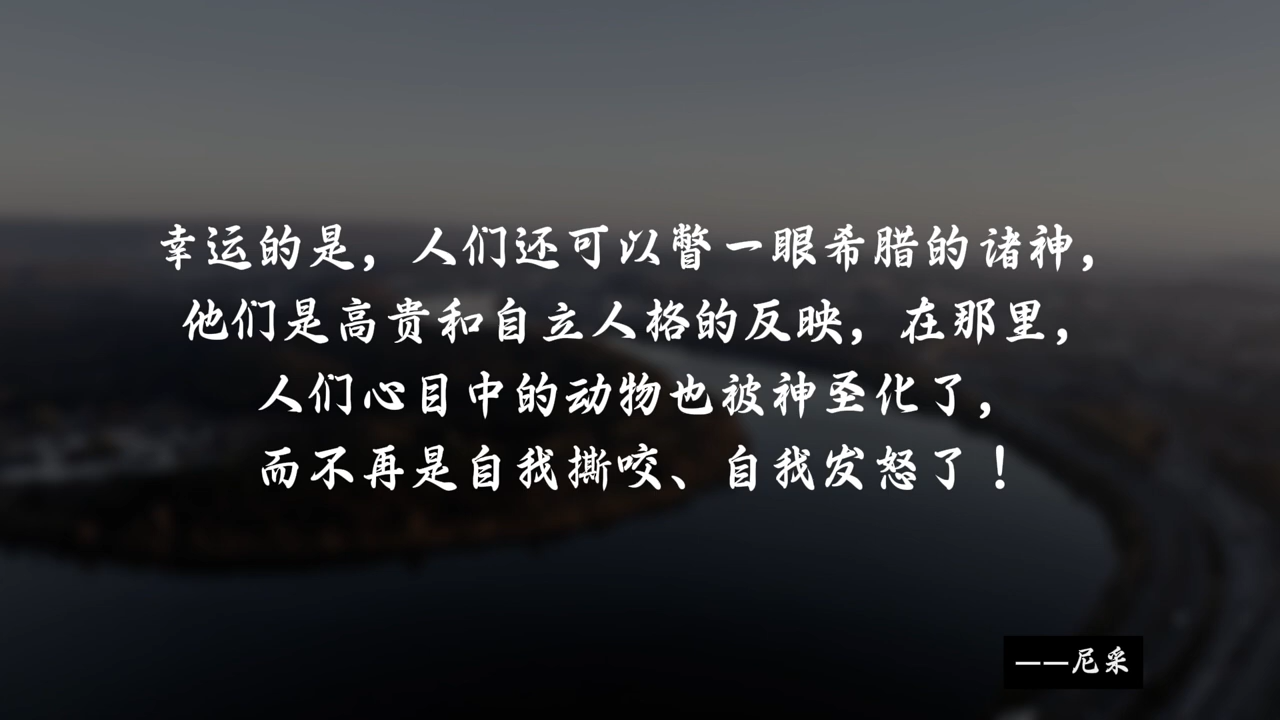 幸运的是，人们还可以瞥一眼希腊的诸神，
他们是高贵和自立人格的反映，在那里，
人们心目中的动物也被神圣化了，
而不再是自我撕咬、自我发怒了！
——尼采